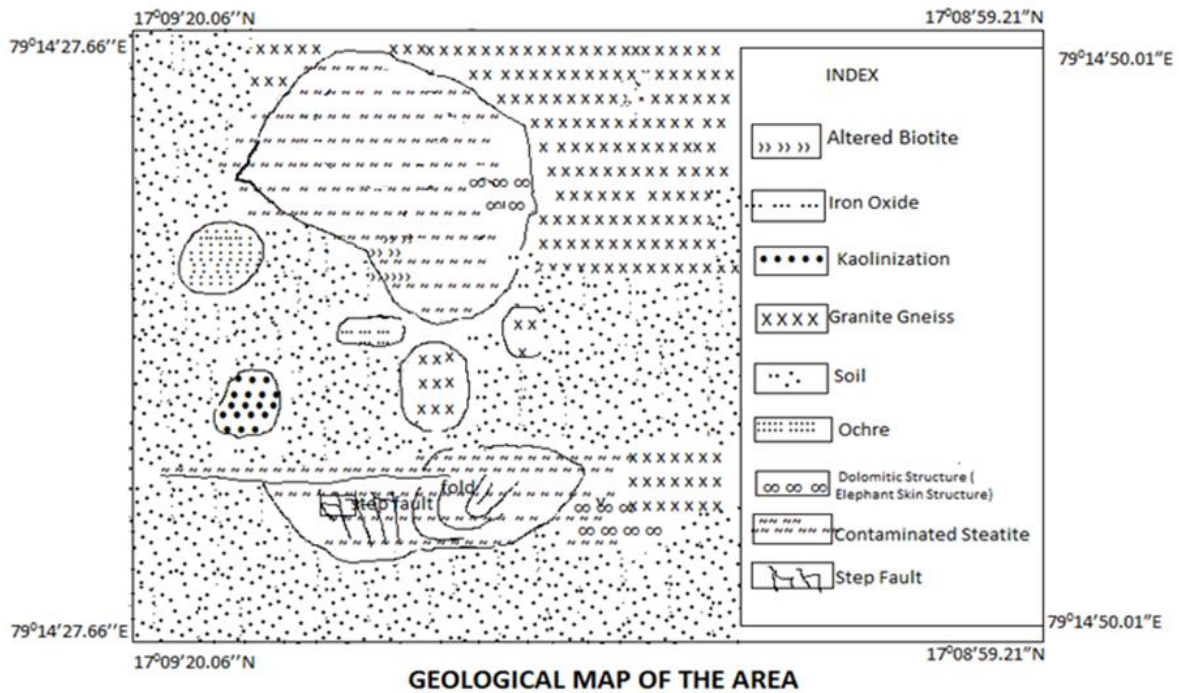 17⁰09'20.06''N
17⁰08'59.21"N
79⁰14'27.66''E
79⁰14'50.01''E
INDEX
Altered Biotite
Iron Oxide
Kaolinization
Granite Gneiss
Soil
Ochre
Dolomitic Structure (
Elephant Skin Structure)
Contaminated Steatite
Step Fault
fold
step fault
79⁰14'27.66''E
79⁰14'50.01"E
17⁰09'20.06''N
17⁰08'59.21"N
GEOLOGICAL MAP OF THE AREA